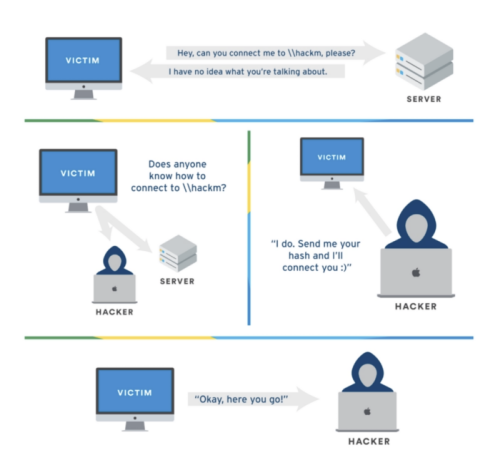 VICTIM
Hey, can you connect me to \\hackm, please?
I have no idea what you're talking about.
SERVER
VICTIM
Does anyone
know how to
connect to \\hackm?
HACKER
SERVER
VICTIM
"I do. Send me your
hash and I'll
connect you :)"
HACKER
VICTIM
"Okay, here you go!"
HACKER